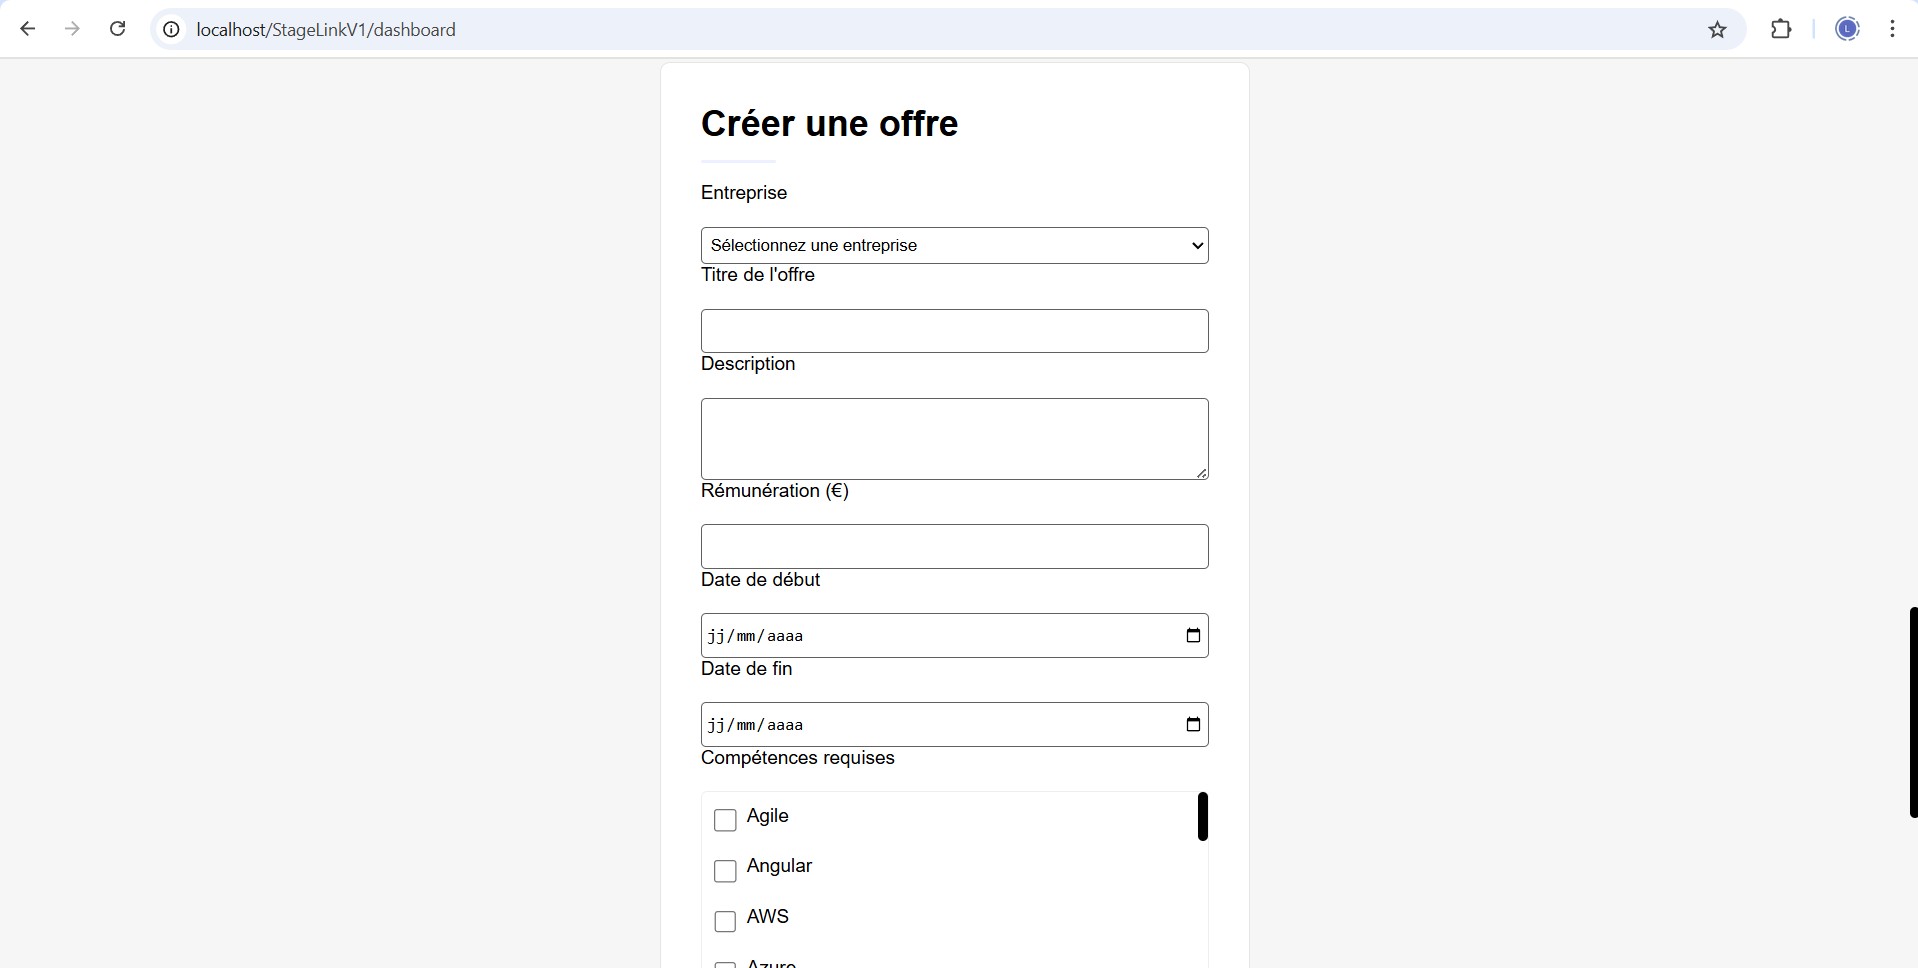 localhost/StageLinkV1/dashboard
L
Créer une offre
Entreprise
Sélectionnez une entreprise
Titre de l'offre
Description
Rémunération (€)
Date de début
jj/mm/aaaa
Date de fin
jj/mm/aaaa
Compétences requises
Agile
Angular
AWS
Azure